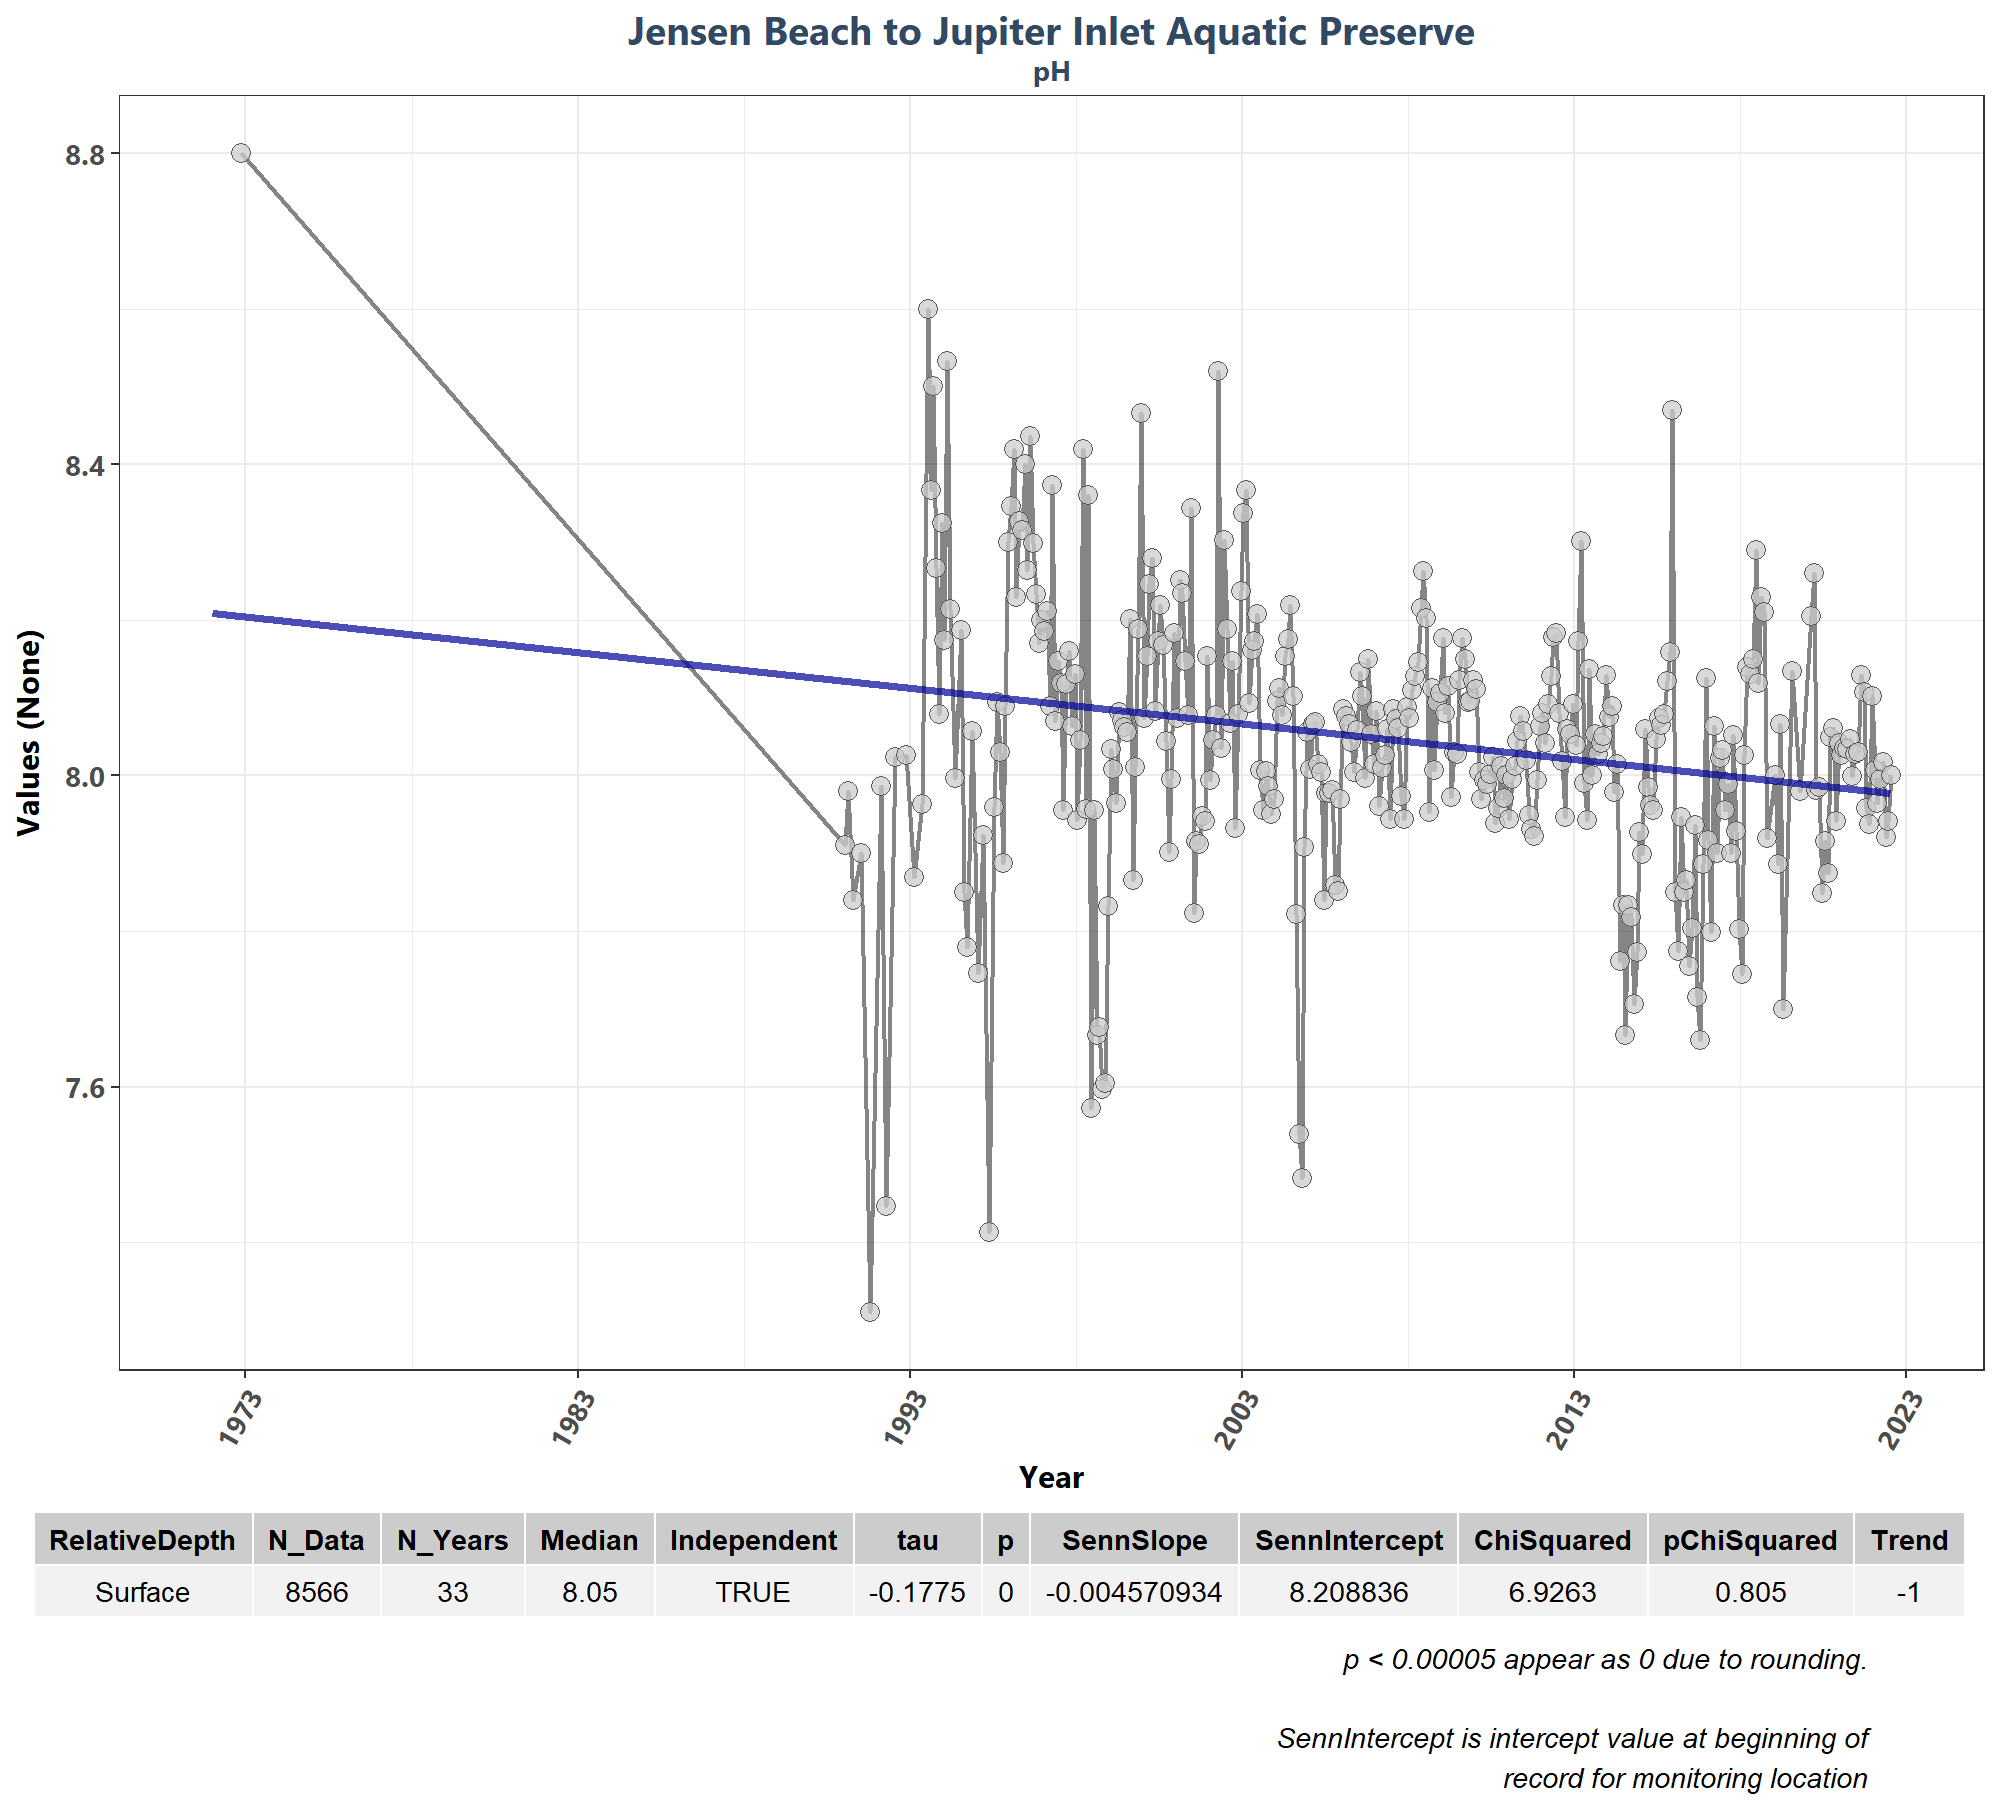 Jensen Beach to Jupiter Inlet Aquatic Preserve
pH
Values (None)
8.8
8.4
8.0
7.6
1973
1983
1993
2003
2013
2023
Year
RelativeDepth N_Data N_Years Median Independent tau p SennSlope SennIntercept ChiSquared pChiSquared Trend
Surface 8566 33 8.05 TRUE -0.1775 0 -0.004570934 8.208836 6.9263 0.805 -1
p < 0.00005 appear as 0 due to rounding.
SennIntercept is intercept value at beginning of
record for monitoring location